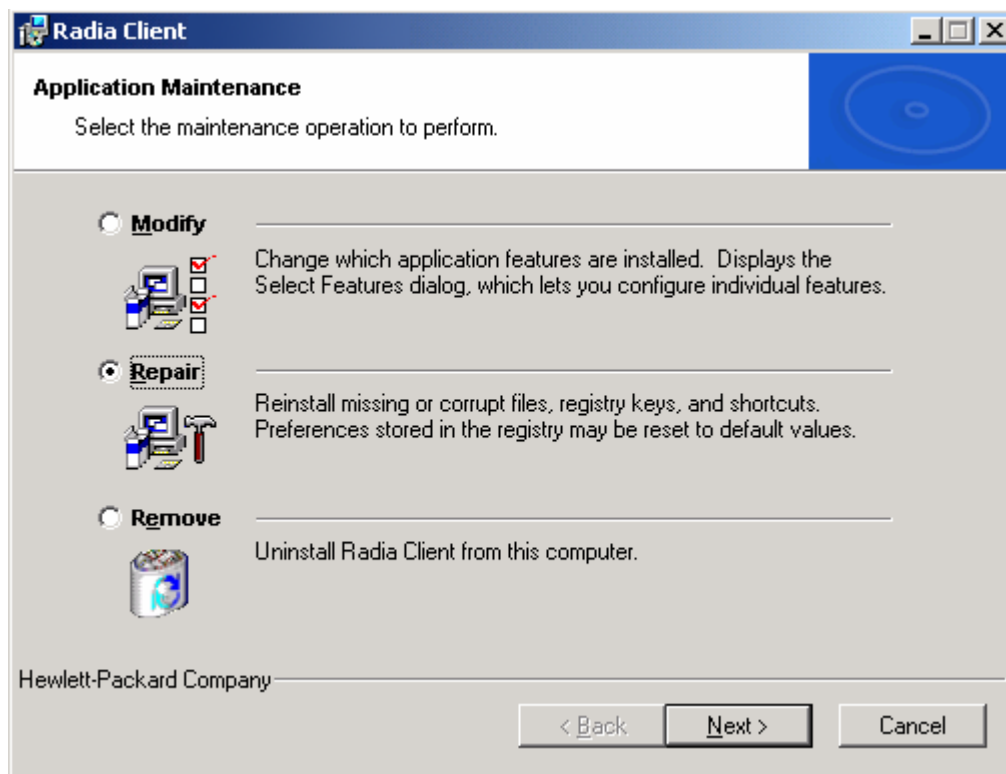 Radia Client
Application Maintenance
Select the maintenance operation to perform.
Modify
Change which application features are installed. Displays the
Select Features dialog, which lets you configure individual features.
Repair
Reinstall missing or corrupt files, registry keys, and shortcuts.
Preferences stored in the registry may be reset to default values.
Remove
Uninstall Radia Client from this computer.
Hewlett-Packard Company
< Back
Next >
Cancel